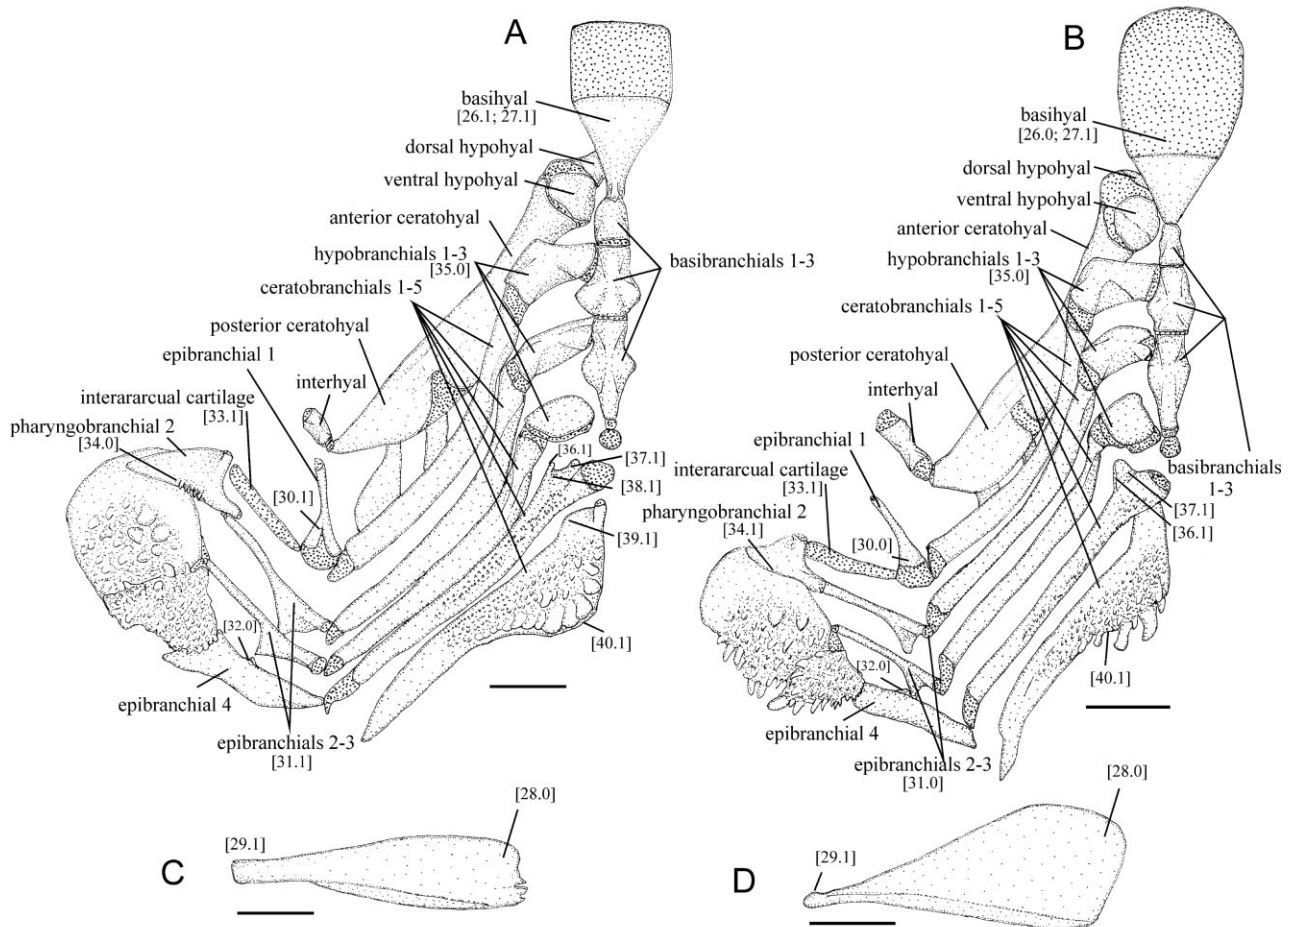 A
basihyal
[26.1; 27.1]
dorsal hypohyal
ventral hypohyal
anterior ceratohyal
hypobranchials 1-3
[35.0]
ceratobranchials 1-5
posterior ceratohyal
epibranchial 1
interhyal
interararcual cartilage
[33.1]
pharyngobranchial 2
[34.0]
[30.1]
basibranchials 1-3
[36.1]
[37.1]
[38.1]
[39.1]
[40.1]
[32.0]
epibranchial 4
epibranchials 2-3
[31.1]
B
basihyal
[26.0; 27.1]
dorsal hypohyal
ventral hypohyal
anterior ceratohyal
hypobranchials 1-3
[35.0]
ceratobranchials 1-5
posterior ceratohyal
interhyal
epibranchial 1
interararcual cartilage
[33.1]
pharyngobranchial 2
[34.1]
[30.0]
basibranchials
1-3
[37.1]
[36.1]
[40.1]
[32.0]
epibranchial 4
epibranchials 2-3
[31.0]
C
[29.1]
[28.0]
D
[29.1]
[28.0]